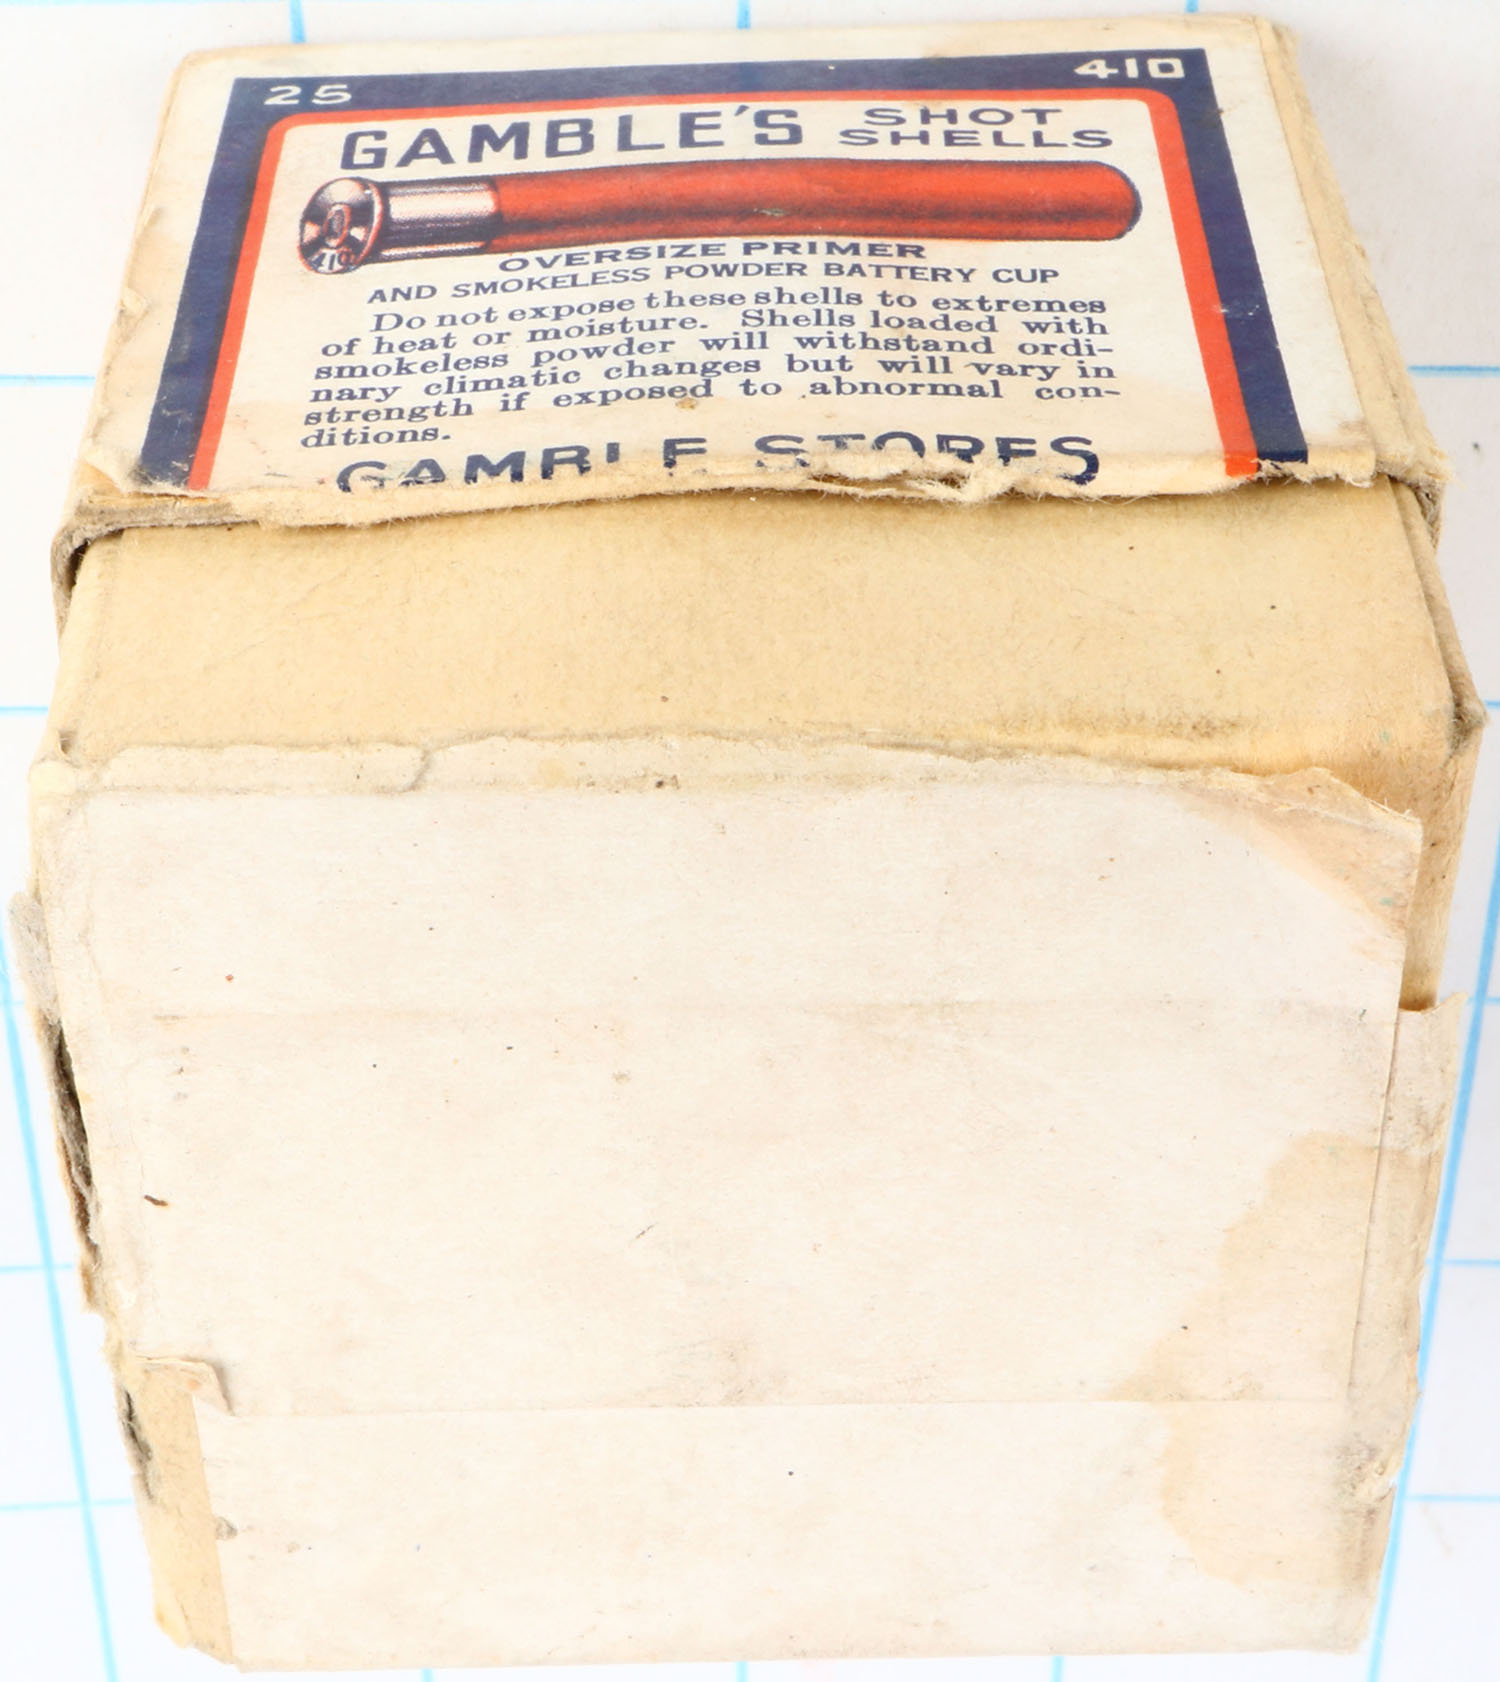 25 410
GAMBLE'S SHOT SHELLS
410
OVERSIZE PRIMER
AND SMOKELESS POWDER BATTERY CUP
Do not expose these shells to extremes
of heat or moisture. Shells loaded with
smokeless powder will withstand ordi-
nary climatic changes but will vary in
strength if exposed to abnormal con-
ditions.
GAMBLE STORES